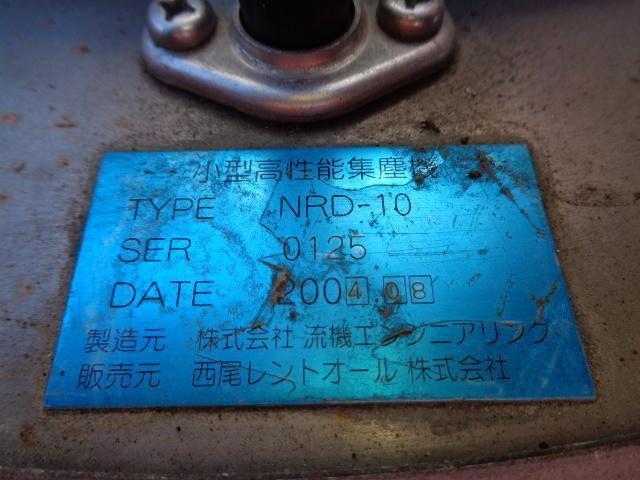 小型高性能集塵機
TYPE NRD-10
SER 0125
DATE 2004.08
製造元 株式会社 流機エンジニアリング
販売元 西尾レントオール 株式会社